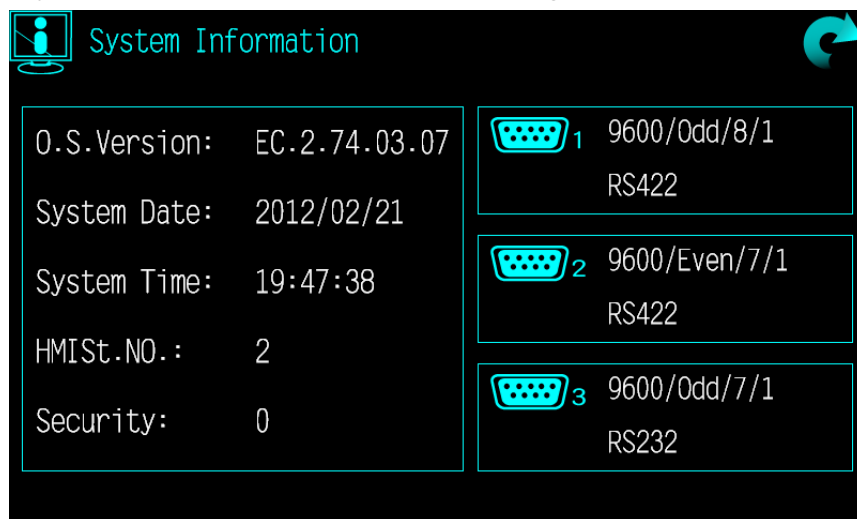 System Information
O.S.Version: EC.2.74.03.07
System Date: 2012/02/21
System Time: 19:47:38
HMISt.NO.: 2
Security: 0
1 9600/Odd/8/1
RS422
2 9600/Even/7/1
RS422
3 9600/Odd/7/1
RS232